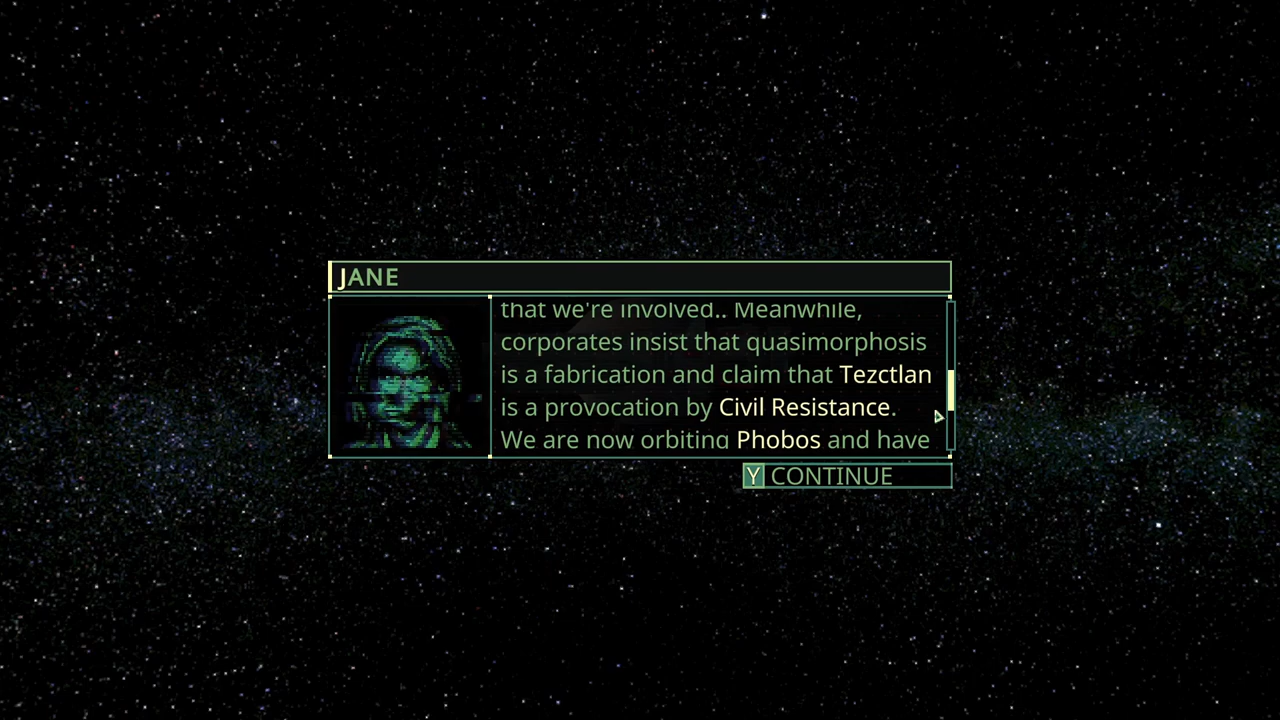 JANE
that we're involved.. Meanwhile,
corporates insist that quasimorphosis
is a fabrication and claim that Tezctlan
is a provocation by Civil Resistance.
We are now orbiting Phobos and have
Y CONTINUE